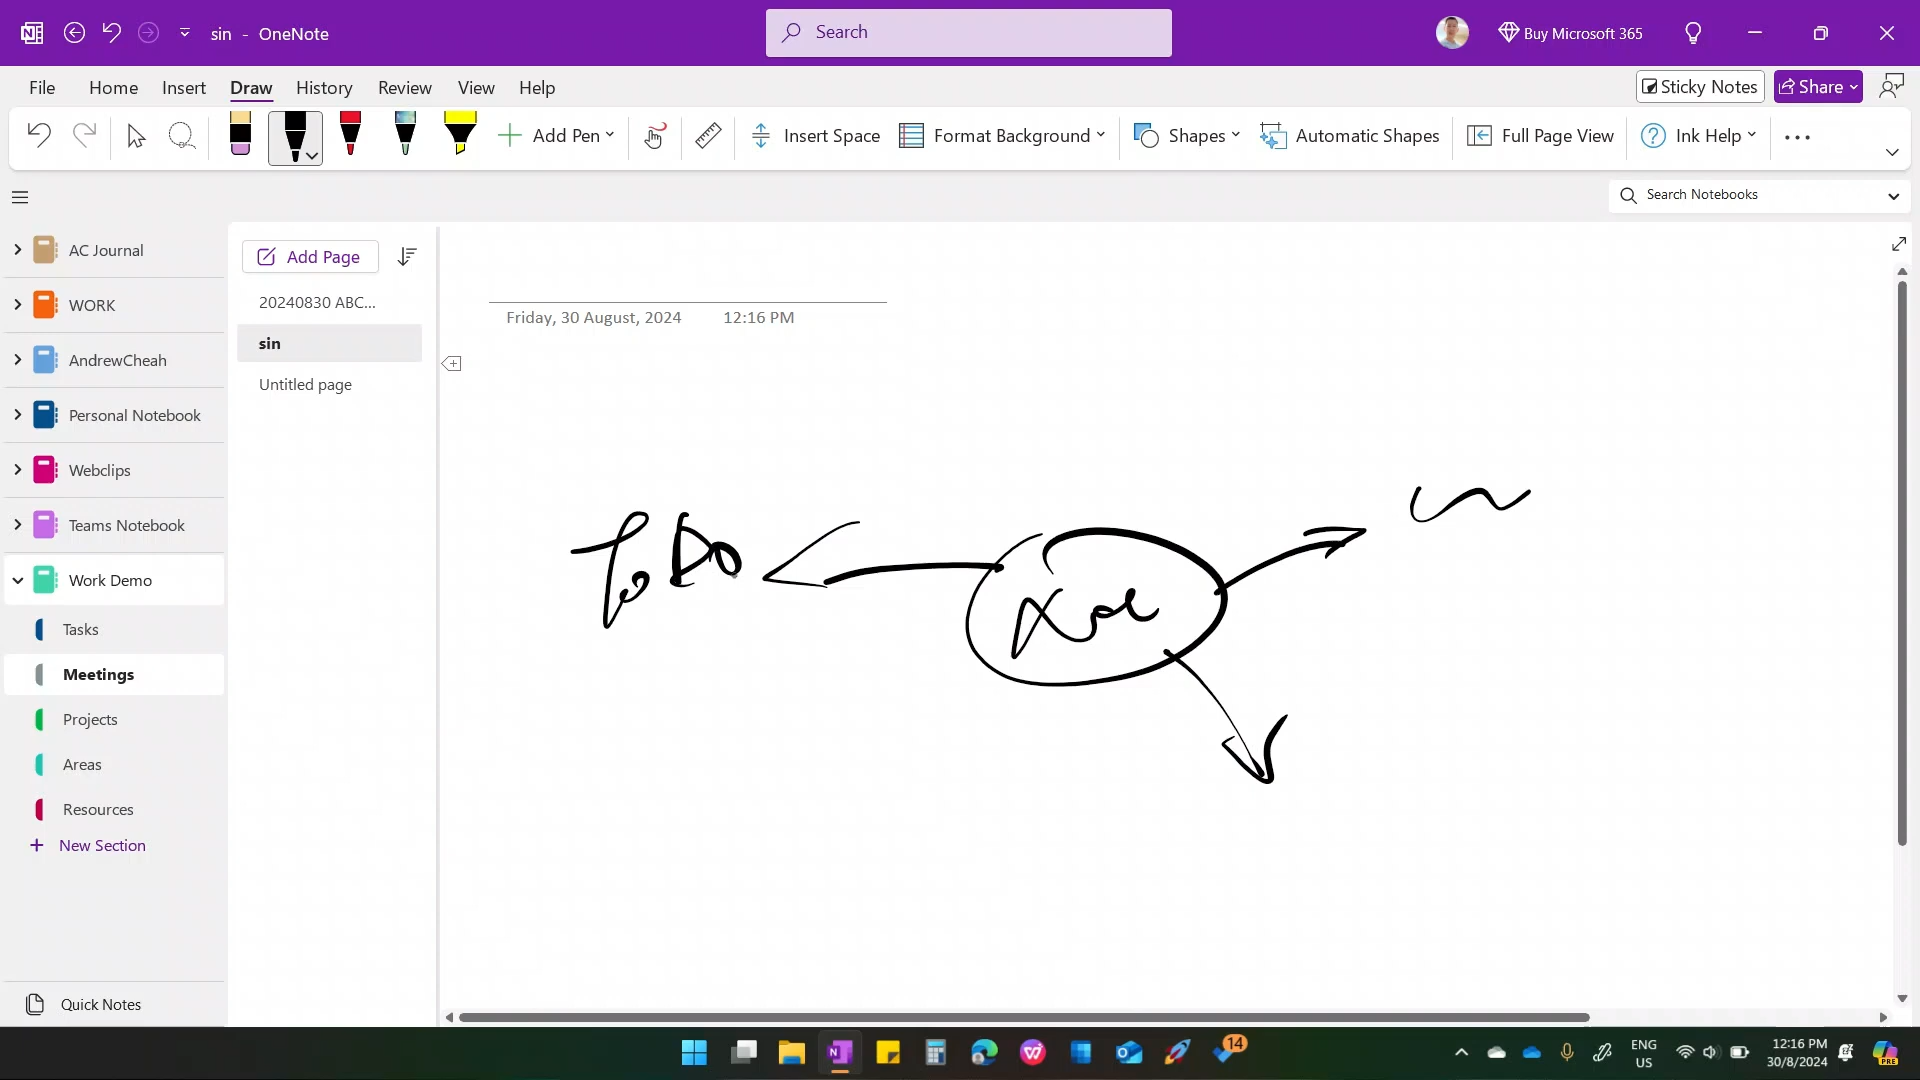 sin - OneNote
Search
Buy Microsoft 365
File Home Insert Draw History Review View Help
Sticky Notes
Share
Add Pen
Insert Space
Format Background
Shapes
Automatic Shapes
Full Page View
Ink Help
Search Notebooks
AC Journal
WORK
AndrewCheah
Personal Notebook
Webclips
Teams Notebook
Work Demo
Tasks
Meetings
Projects
Areas
Resources
New Section
Quick Notes
Add Page
20240830 ABC...
sin
Untitled page
Friday, 30 August, 2024 12:16 PM
To Do
14
ENG
US
12:16 PM
30/8/2024
PRE